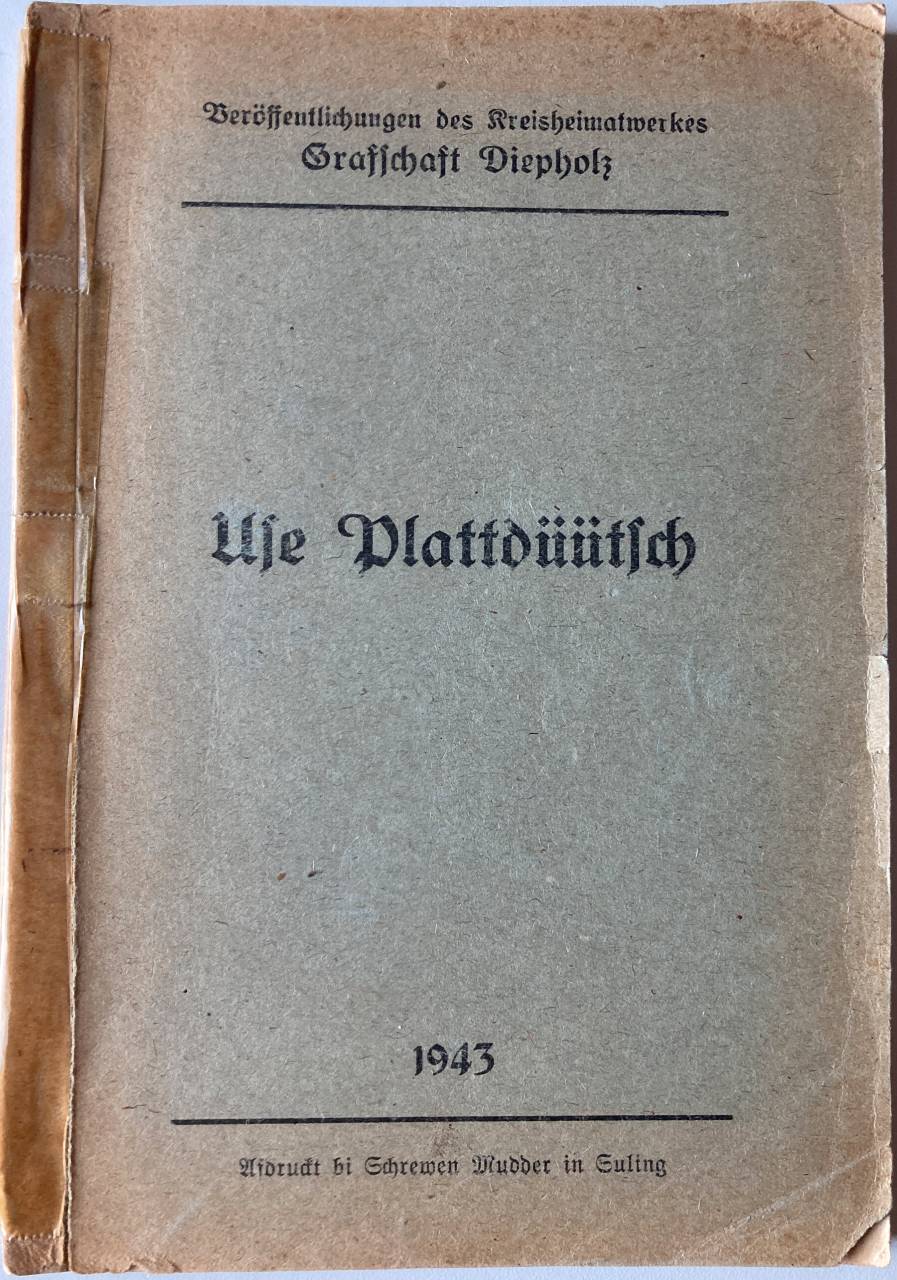 Veröffentlichungen des Kreisheimatwerkes
Grafschaft Diepholz
Use Plattdüütsch
1943
Afdruckt bi Schrewen Mudder in Suling